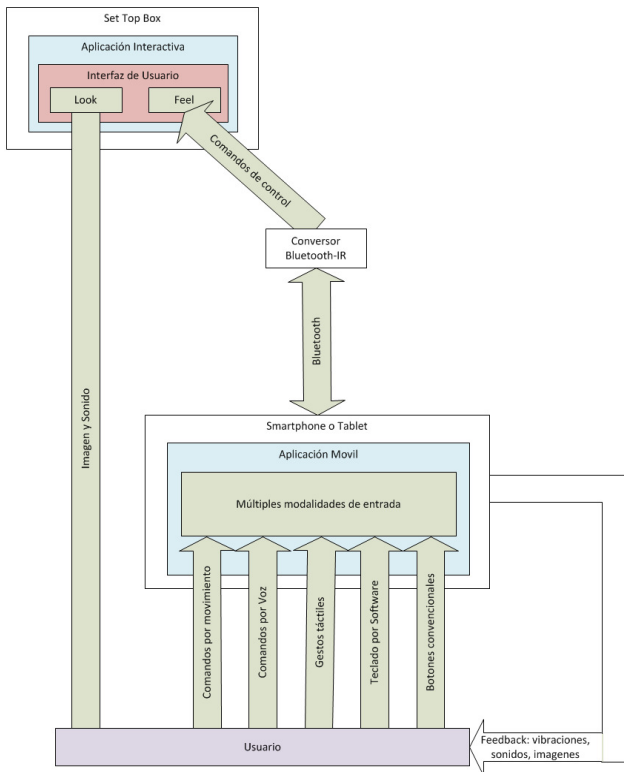 Set Top Box
Aplicación Interactiva
Interfaz de Usuario
Look
Feel
Comandos de control
Conversor
Bluetooth-IR
Bluetooth
Imagen y Sonido
Smartphone o Tablet
Aplicación Movil
Múltiples modalidades de entrada
Comandos por movimiento
Comandos por Voz
Gestos táctiles
Teclado por Software
Botones convencionales
Usuario
Feedback: vibraciones,
sonidos, imagenes